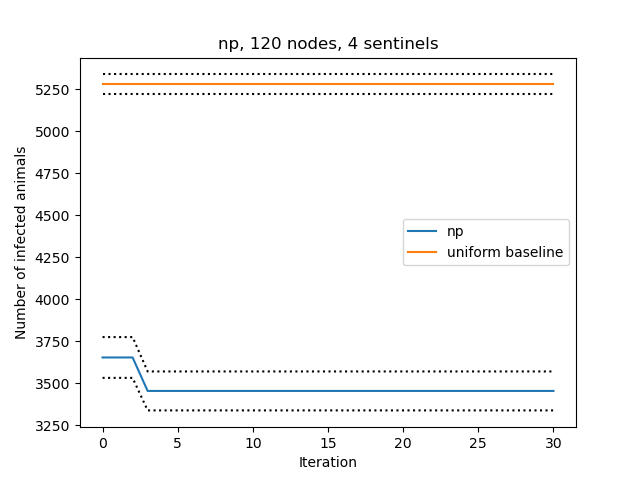 np, 120 nodes, 4 sentinels
Number of infected animals
5250
5000
4750
4500
4250
4000
3750
3500
3250
np
uniform baseline
0 5 10 15 20 25 30
Iteration